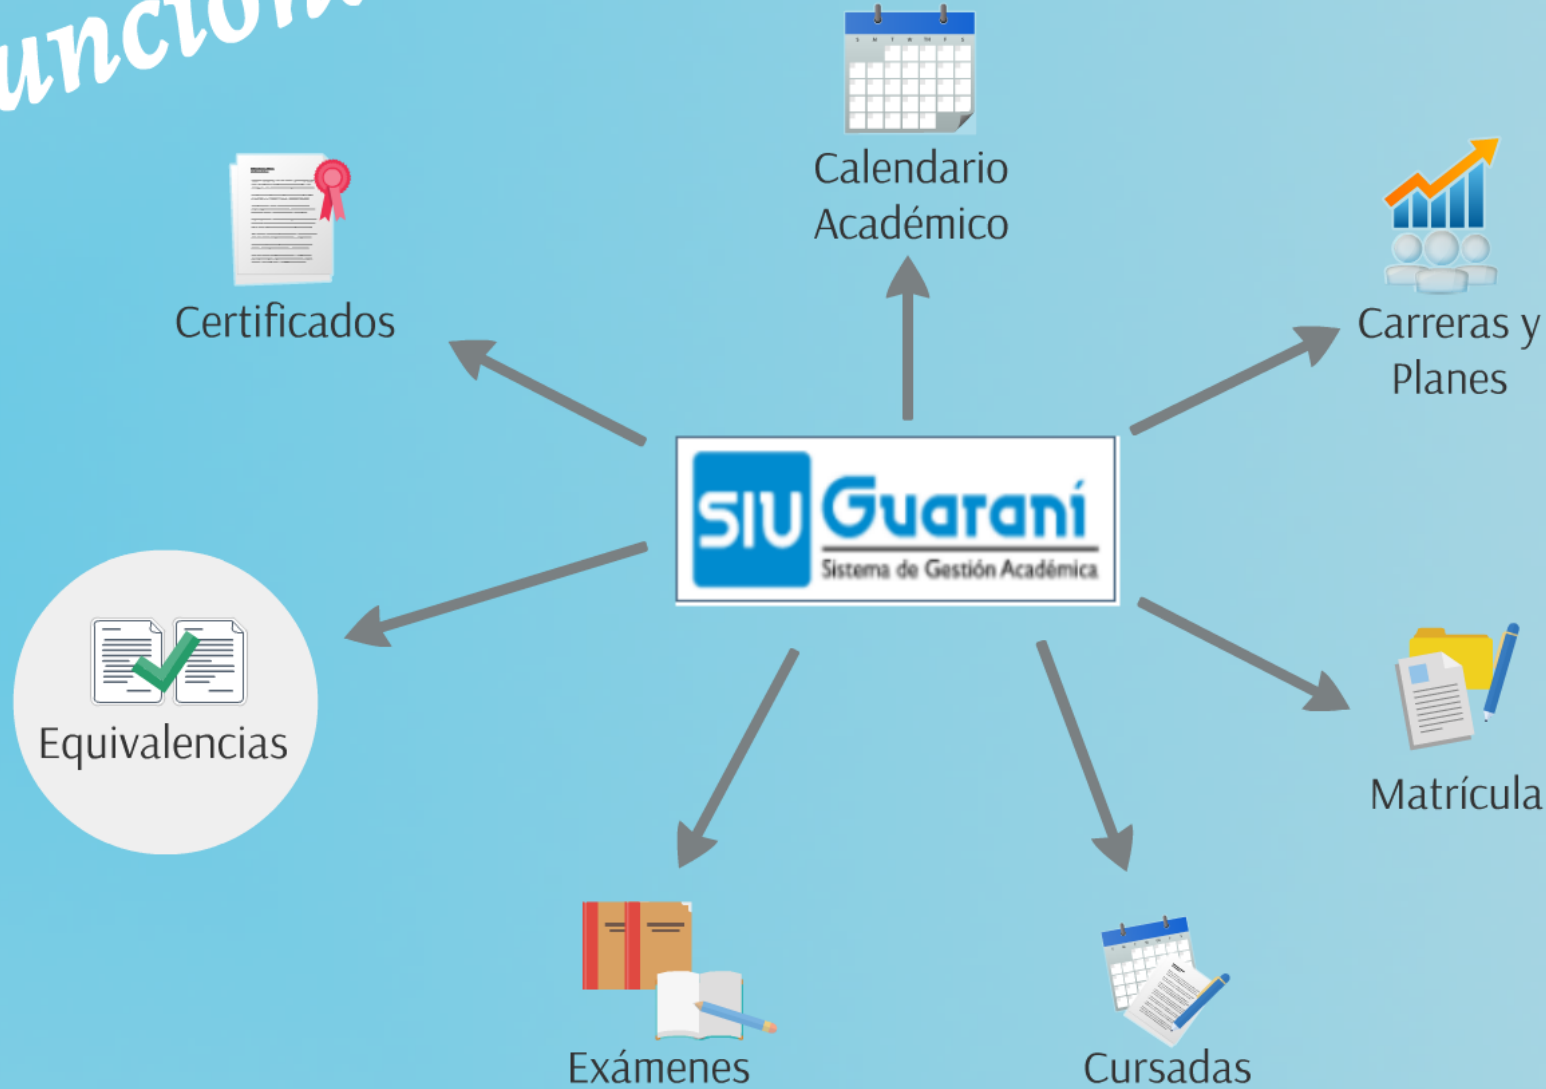 Calendario
Académico
Certificados
Carreras y
Planes
SIU Guaraní
Sistema de Gestión Académica
Equivalencias
Matrícula
Exámenes
Cursadas